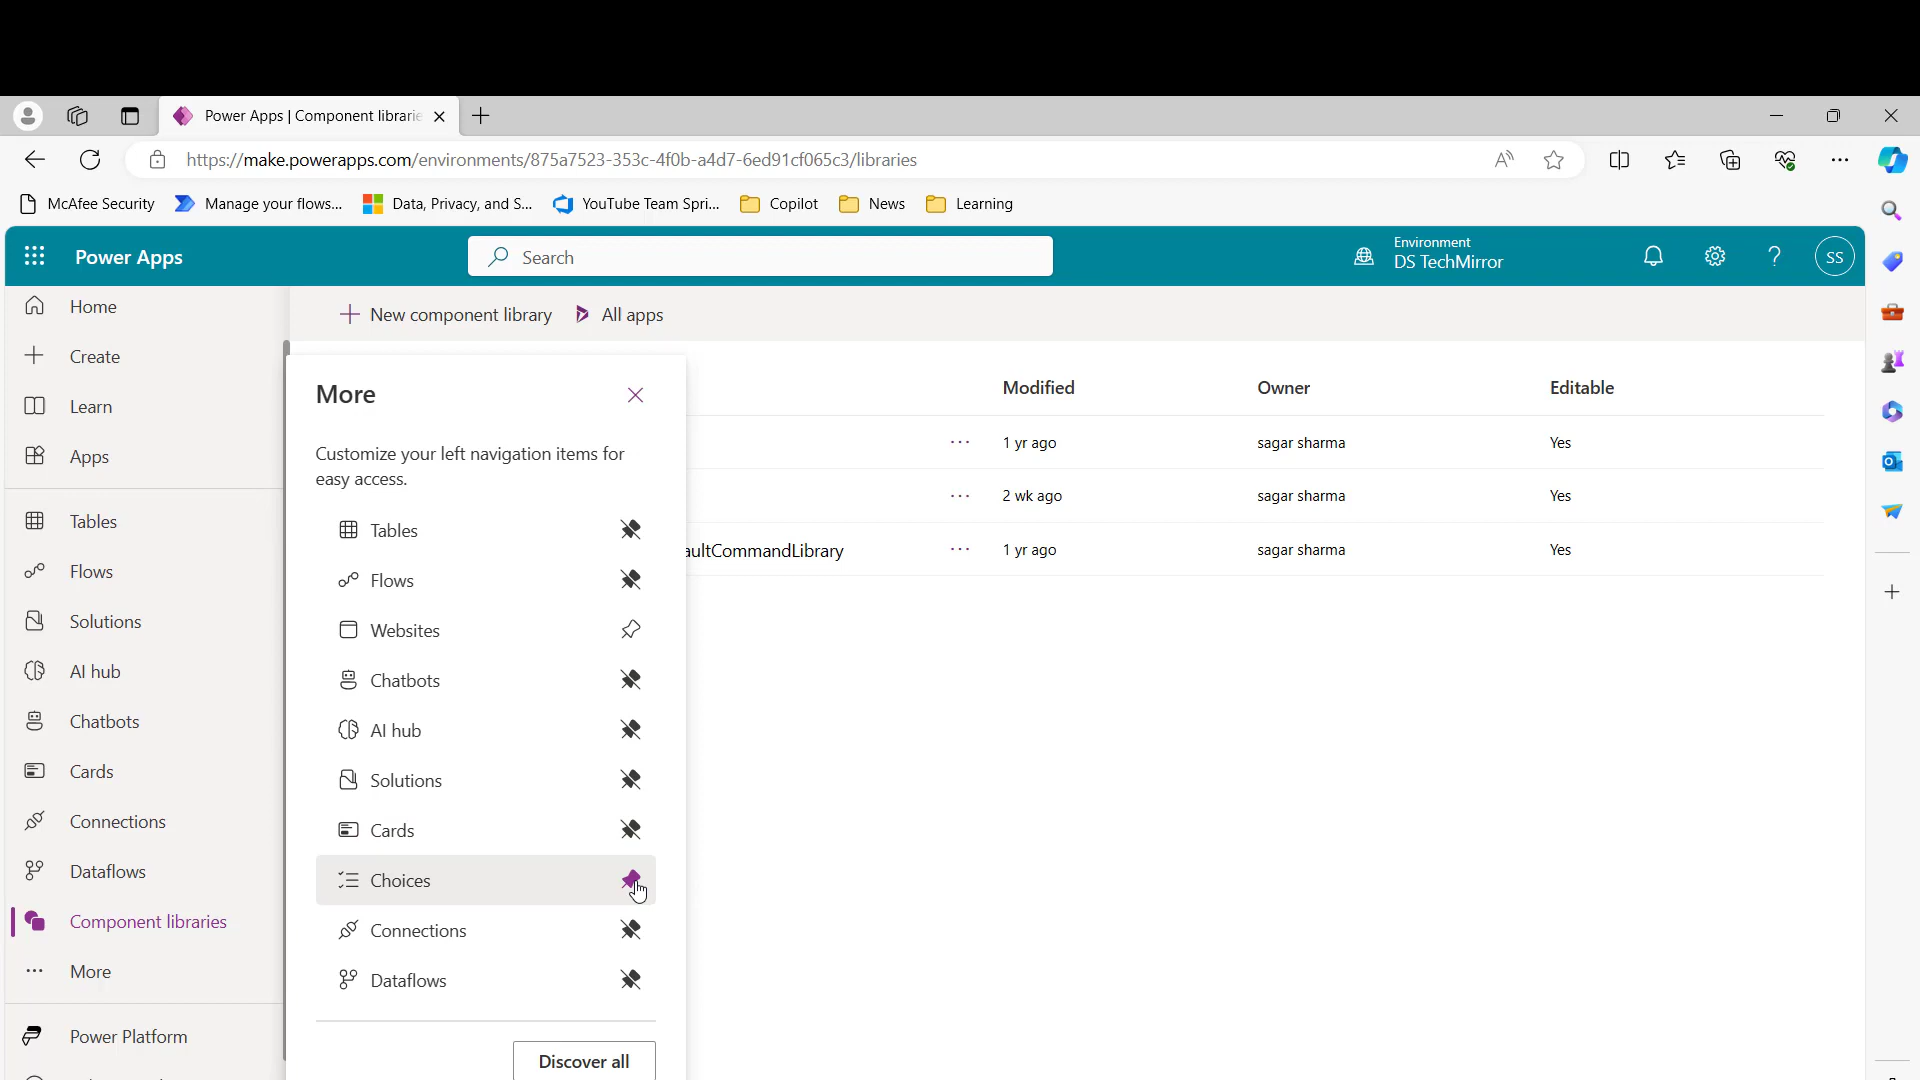 Power Apps | Component librarie
https://make.powerapps.com/environments/875a7523-353c-4f0b-a4d7-6ed91cf065c3/libraries
McAfee Security
Manage your flows...
Data, Privacy, and S...
YouTube Team Spri...
Copilot
News
Learning
Power Apps
Search
Environment
DS TechMirror
SS
Home
Create
Learn
Apps
Tables
Flows
Solutions
AI hub
Chatbots
Cards
Connections
Dataflows
Component libraries
More
Power Platform
New component library
All apps
More
Customize your left navigation items for
easy access.
Tables
Flows
Websites
Chatbots
AI hub
Solutions
Cards
Choices
Connections
Dataflows
Discover all
Modified Owner Editable
1 yr ago sagar sharma Yes
2 wk ago sagar sharma Yes
aultCommandLibrary 1 yr ago sagar sharma Yes